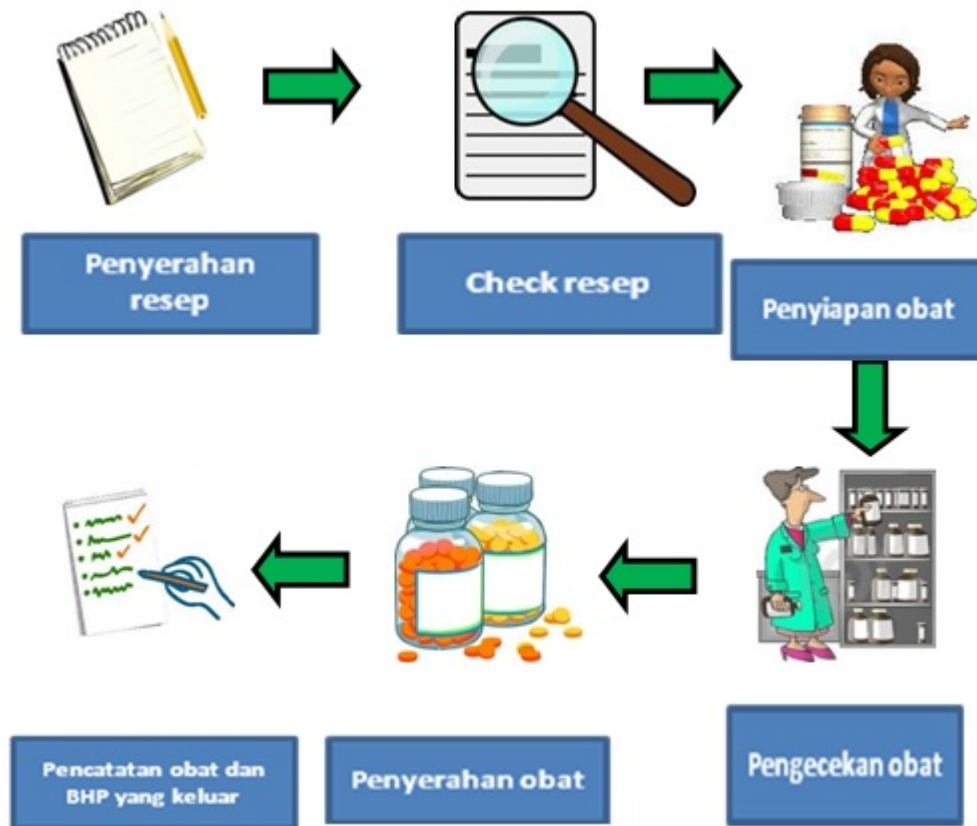 Penyerahan
resep
Check resep
Penyiapan obat
Pengecekan obat
Penyerahan obat
Pencatatan obat dan
BHP yang keluar